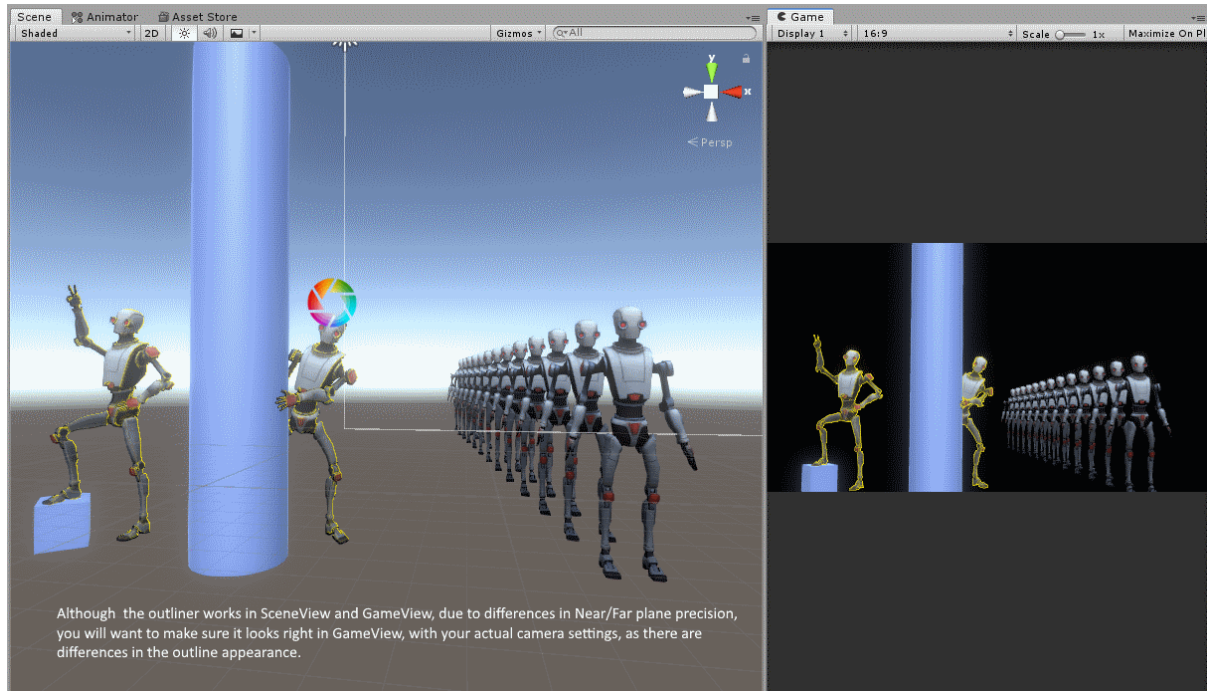 Scene Animator Asset Store
Shaded 2D Gizmos All
y
x
Persp
Game
Display 1 16:9 Scale 1x Maximize On Pl
Although the outliner works in SceneView and GameView, due to differences in Near/Far plane precision,
you will want to make sure it looks right in GameView, with your actual camera settings, as there are
differences in the outline appearance.